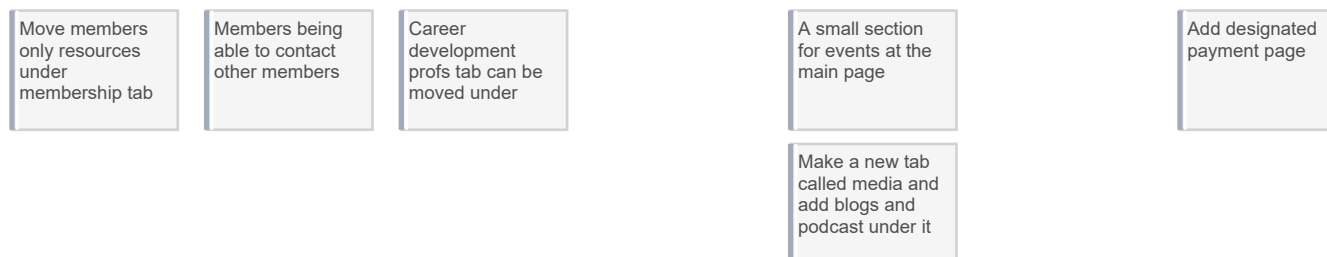 Move members
only resources
under
membership tab
Members being
able to contact
other members
Career
development
profs tab can be
moved under
A small section
for events at the
main page
Add designated
payment page
Make a new tab
called media and
add blogs and
podcast under it